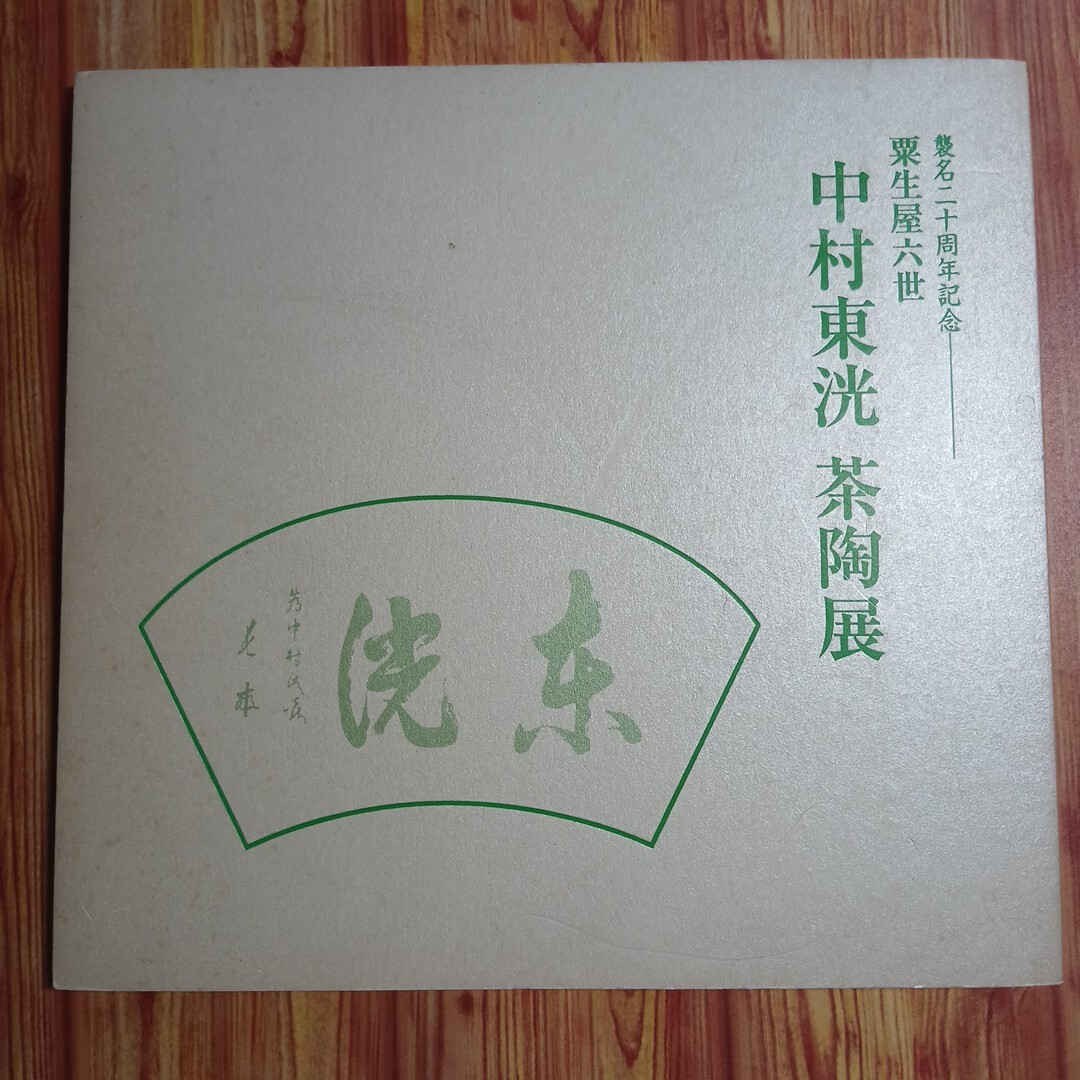 襲名二十周年記念
粟生屋六世
中村東洸 茶陶展
東洸
为中村氏